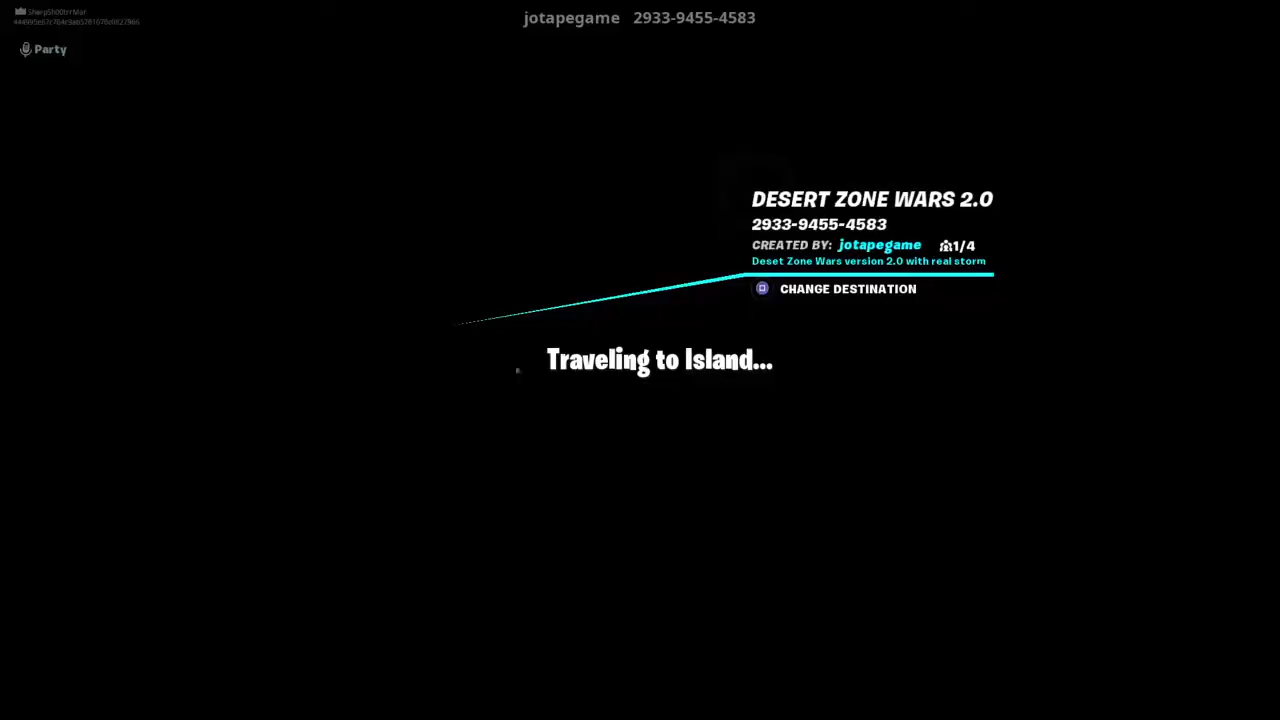 jotapegame 2933-9455-4583
Party
DESERT ZONE WARS 2.0
2933-9455-4583
CREATED BY: jotapegame 1/4
Deset Zone Wars version 2.0 with real storm
CHANGE DESTINATION
Traveling to Island...